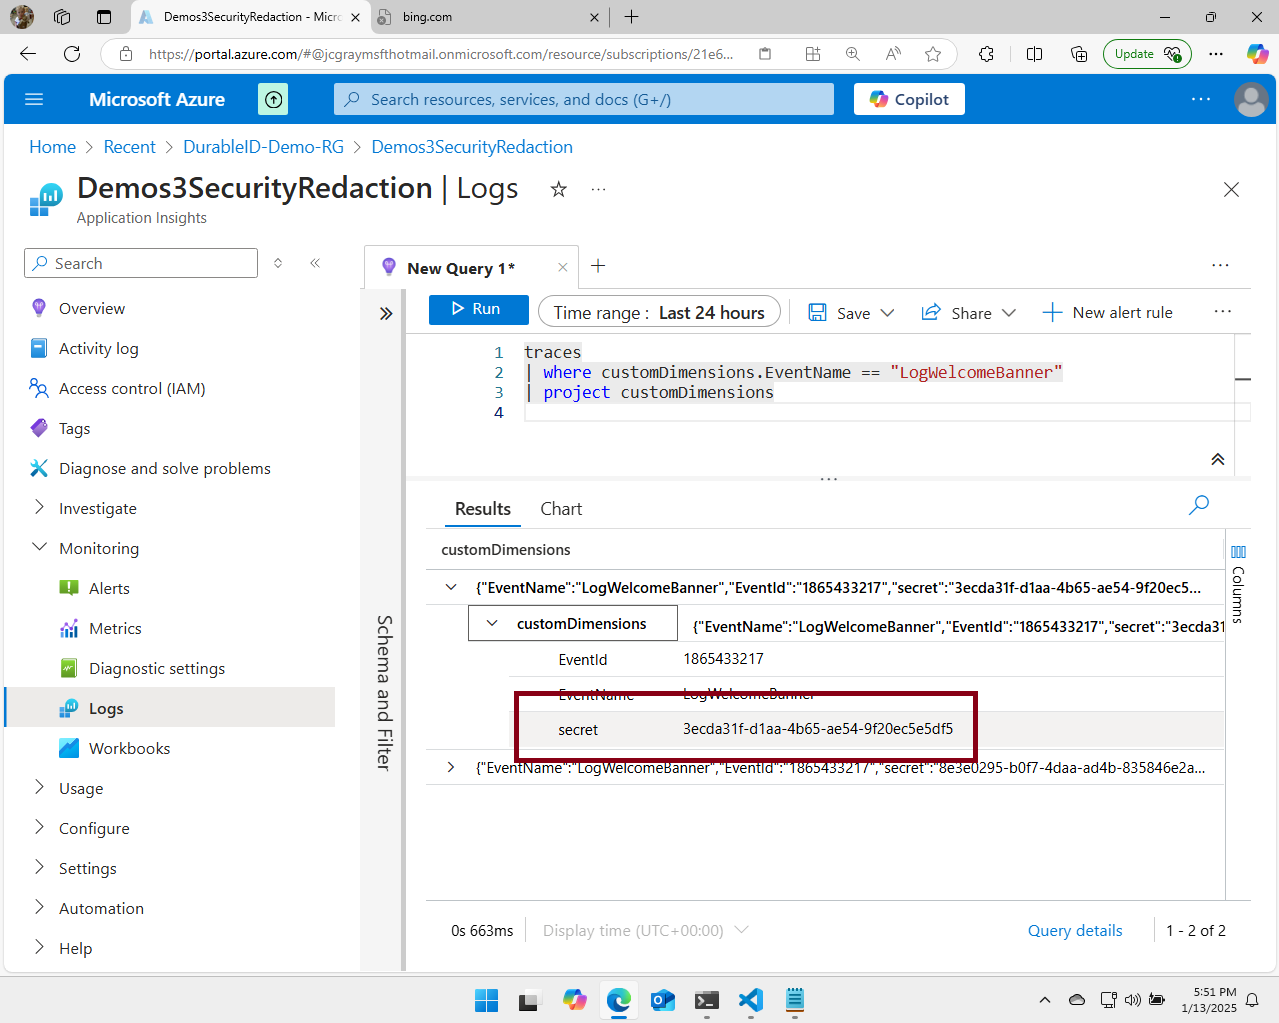 Demos3SecurityRedaction - Micro
bing.com
https://portal.azure.com/#@jcgraymsfthotmail.onmicrosoft.com/resource/subscriptions/21e6...
Update
Microsoft Azure
Search resources, services, and docs (G+/)
Copilot
Home > Recent > DurableID-Demo-RG > Demos3SecurityRedaction
Demos3SecurityRedaction | Logs
Application Insights
Search
Overview
Activity log
Access control (IAM)
Tags
Diagnose and solve problems
Investigate
Monitoring
Alerts
Metrics
Diagnostic settings
Logs
Workbooks
Usage
Configure
Settings
Automation
Help
New Query 1*
Run
Time range : Last 24 hours
Save
Share
New alert rule
Schema and Filter
1 traces
2 | where customDimensions.EventName == "LogWelcomeBanner"
3 | project customDimensions
4
Results
Chart
customDimensions
Columns
{"EventName":"LogWelcomeBanner","EventId":"1865433217","secret":"3ecda31f-d1aa-4b65-ae54-9f20ec5...
customDimensions {"EventName":"LogWelcomeBanner","EventId":"1865433217","secret":"3ecda31
EventId 1865433217
EventName LogWelcomeBanner
secret 3ecda31f-d1aa-4b65-ae54-9f20ec5e5df5
{"EventName":"LogWelcomeBanner","EventId":"1865433217","secret":"8e3e0295-b0f7-4daa-ad4b-835846e2a...
0s 663ms
Display time (UTC+00:00)
Query details
1 - 2 of 2
5:51 PM
1/13/2025